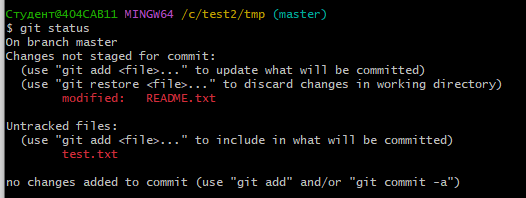 Студент@404CAB11 MINGW64 /c/test2/tmp (master)
$ git status
On branch master
Changes not staged for commit:
  (use "git add <file>..." to update what will be committed)
  (use "git restore <file>..." to discard changes in working directory)
        modified:   README.txt

Untracked files:
  (use "git add <file>..." to include in what will be committed)
        test.txt

no changes added to commit (use "git add" and/or "git commit -a")